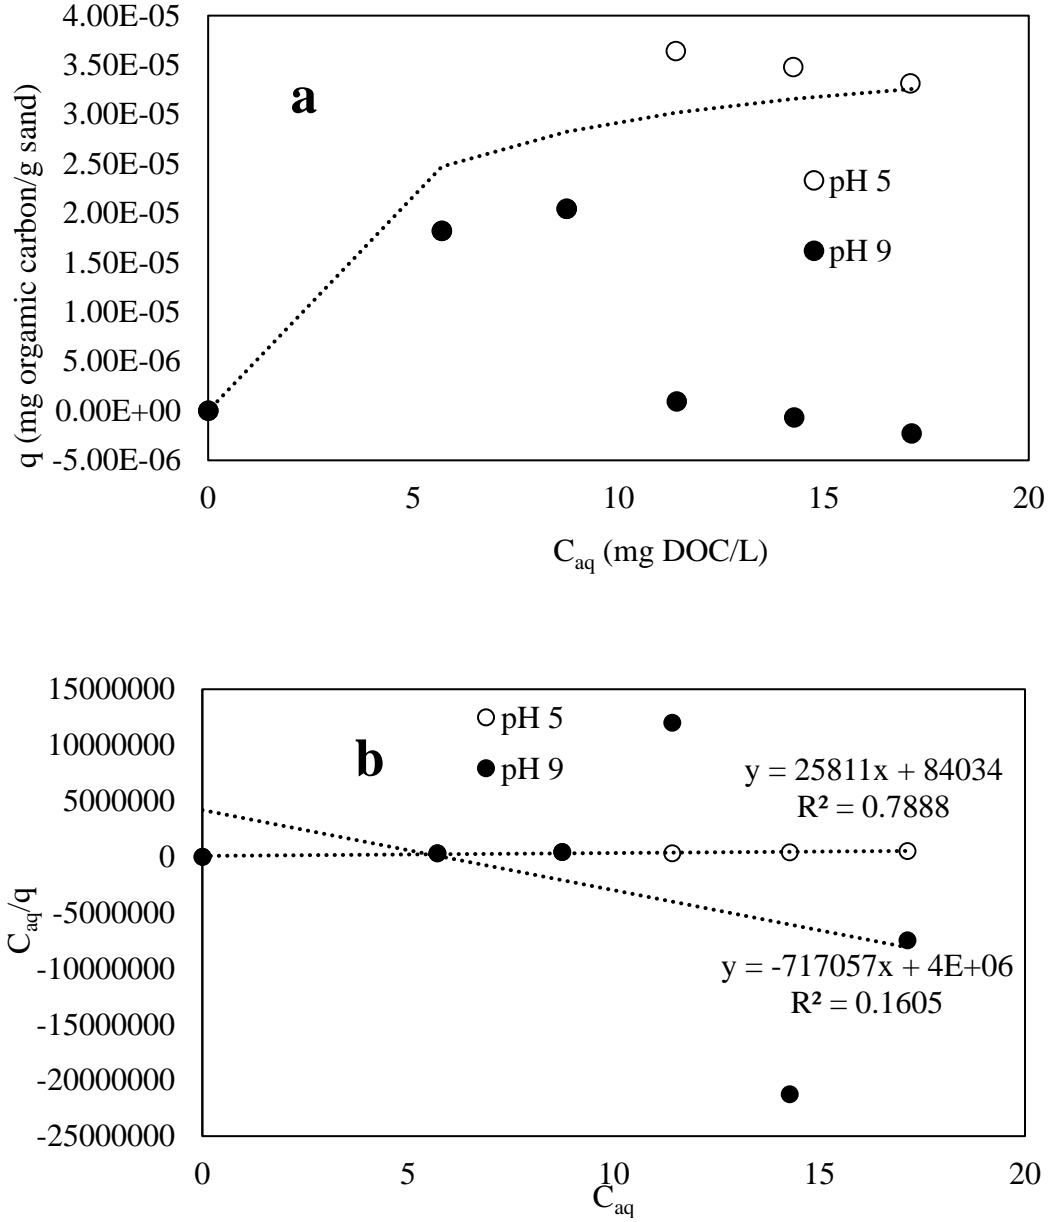 4.00E-05
3.50E-05
3.00E-05
2.50E-05
2.00E-05
1.50E-05
1.00E-05
5.00E-06
0.00E+00
-5.00E-06
q (mg orgamic carbon/g sand)
a
pH 5
pH 9
0 5 10 15 20
C_aq (mg DOC/L)
15000000
10000000
5000000
0
-5000000
-10000000
-15000000
-20000000
-25000000
C_aq/q
pH 5
b
pH 9
y = 25811x + 84034
R² = 0.7888
y = -717057x + 4E+06
R² = 0.1605
0 5 10 15 20
C_aq